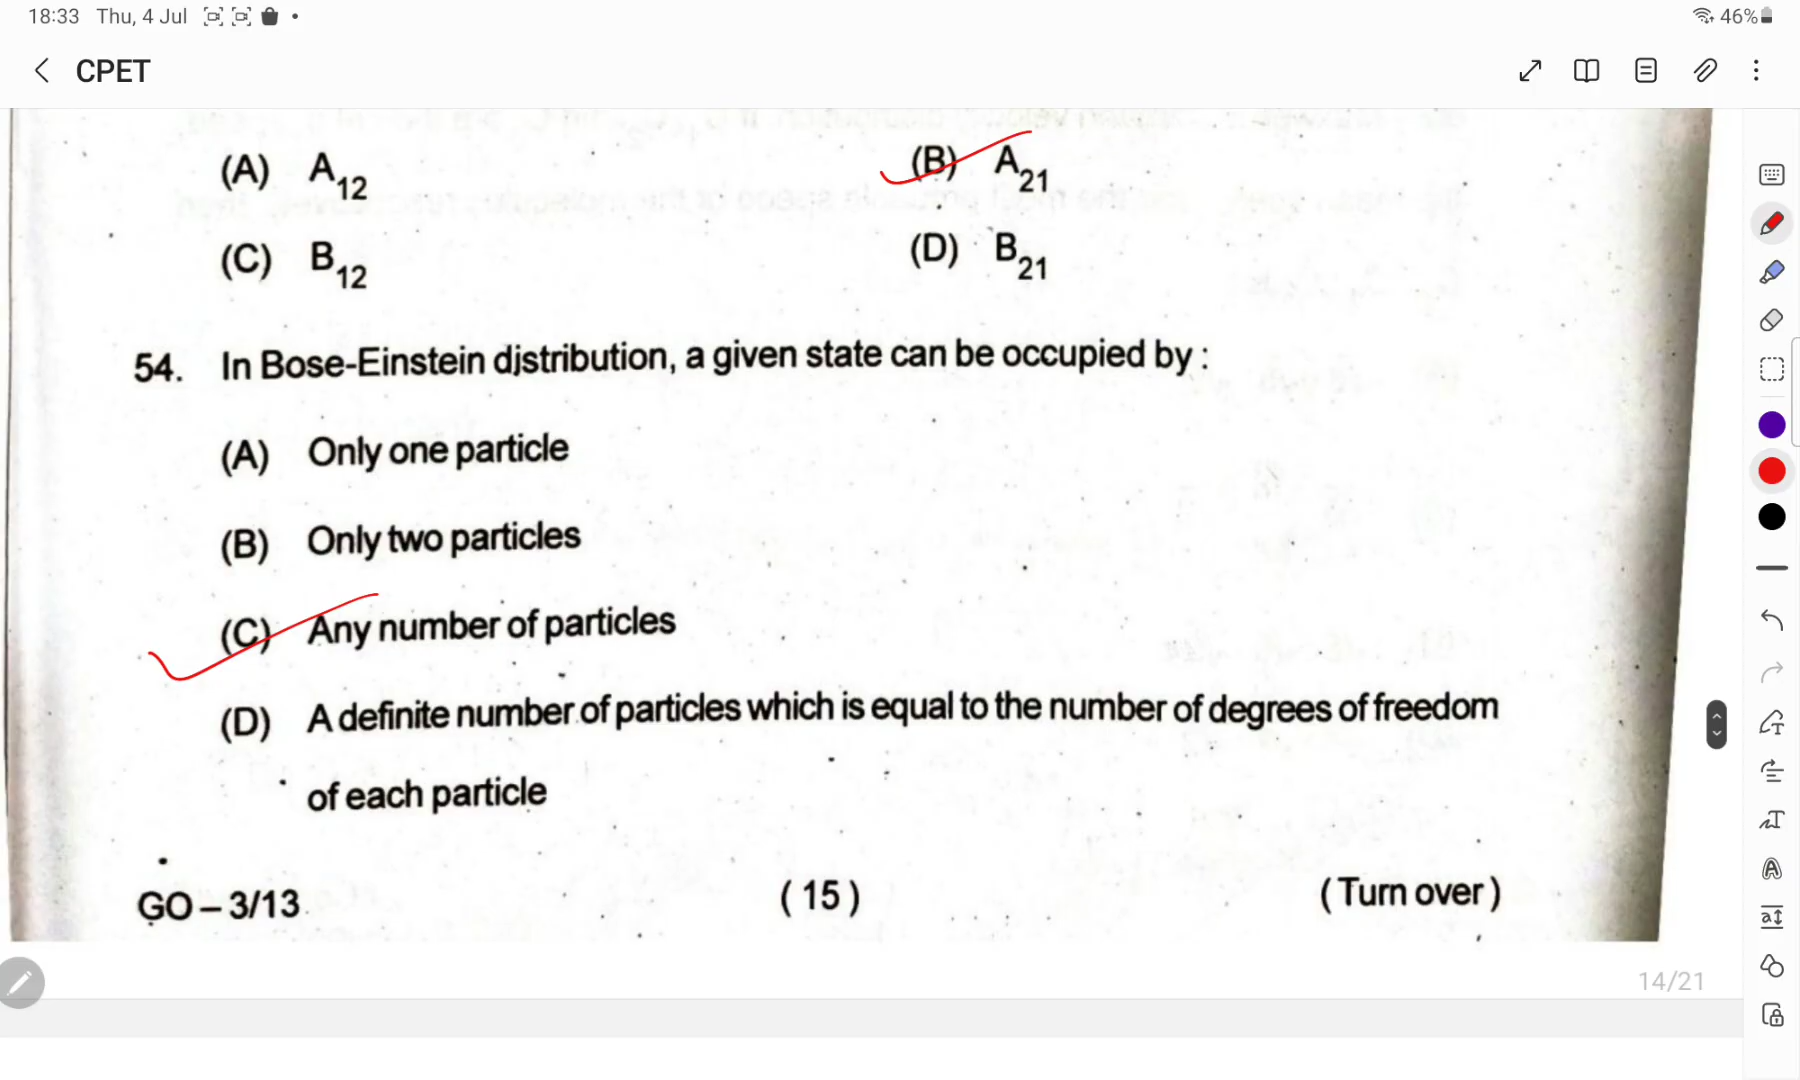 18:33 Thu, 4 Jul
46%
CPET
(A) A12 (B) A21
(C) B12 (D) B21
54. In Bose-Einstein distribution, a given state can be occupied by :
(A) Only one particle
(B) Only two particles
(C) Any number of particles
(D) A definite number of particles which is equal to the number of degrees of freedom
of each particle
GO – 3/13 ( 15 ) ( Turn over )
14/21